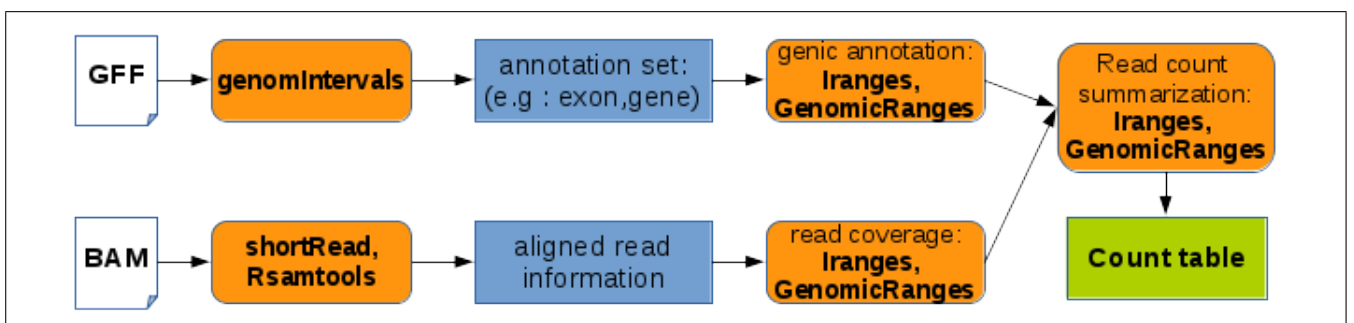 GFF
genomIntervals
annotation set:
(e.g : exon,gene)
genic annotation:
Iranges,
GenomicRanges
Read count
summarization:
Iranges,
GenomicRanges
BAM
shortRead,
Rsamtools
aligned read
information
read coverage:
Iranges,
GenomicRanges
Count table